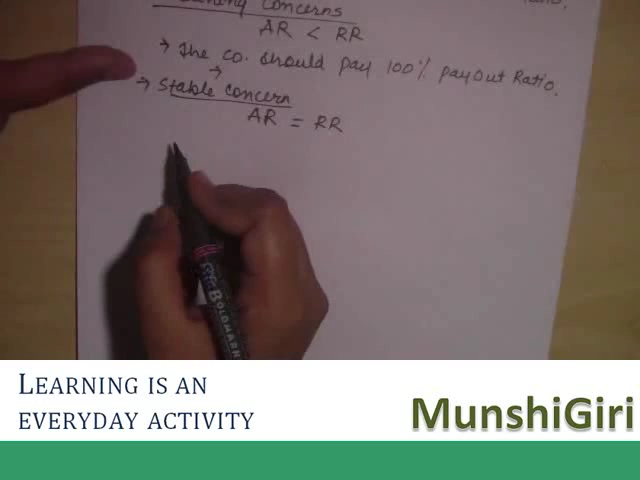 Concerns
AR < RR
→ The co. should pay 100% payout Ratio.
→
→ Stable concern
AR = RR
BOLDMARK
LEARNING IS AN
EVERYDAY ACTIVITY
MunshiGiri